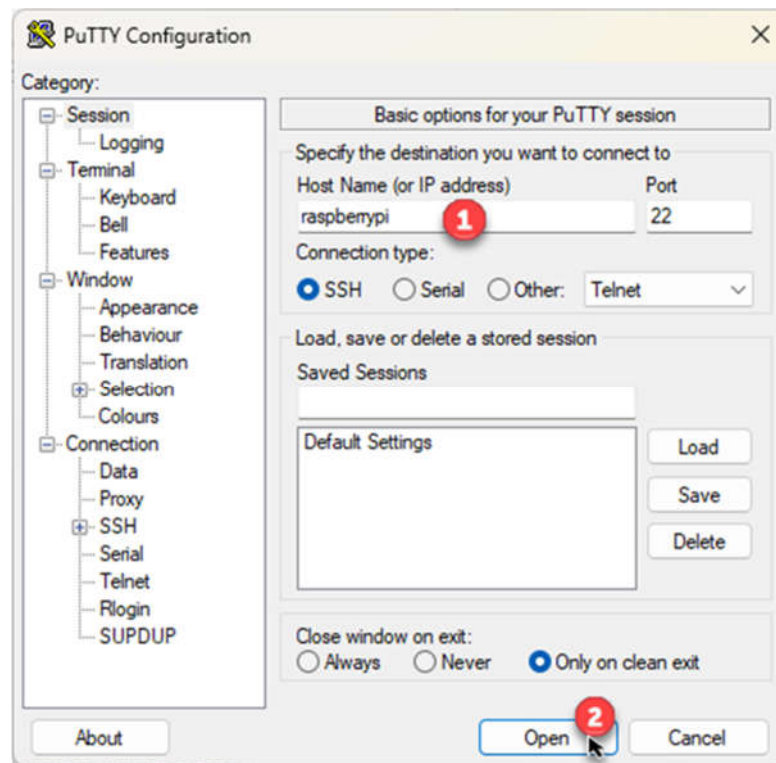 PuTTY Configuration
Category:
Session
Logging
Terminal
Keyboard
Bell
Features
Window
Appearance
Behaviour
Translation
Selection
Colours
Connection
Data
Proxy
SSH
Serial
Telnet
Rlogin
SUPDUP
Basic options for your PuTTY session
Specify the destination you want to connect to
Host Name (or IP address) Port
raspberrypi 1 22
Connection type:
SSH Serial Other: Telnet
Load, save or delete a stored session
Saved Sessions
Default Settings
Load
Save
Delete
Close window on exit:
Always Never Only on clean exit
2
About Open Cancel